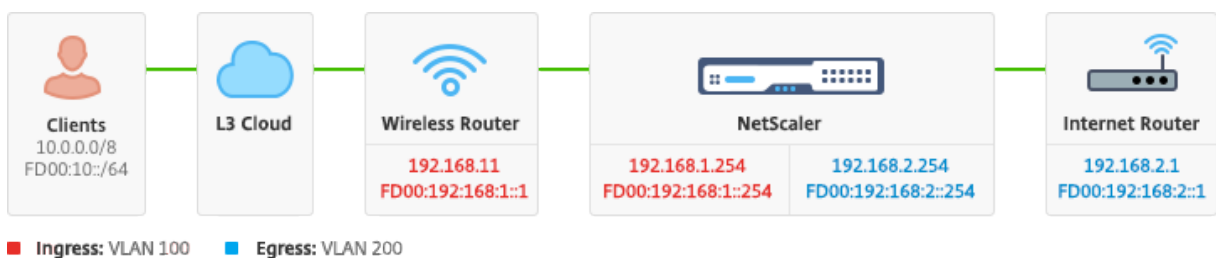 Clients
10.0.0.0/8
FD00:10::/64
L3 Cloud
Wireless Router
192.168.11
FD00:192:168:1::1
NetScaler
192.168.1.254
FD00:192:168:1::254
192.168.2.254
FD00:192:168:2::254
Internet Router
192.168.2.1
FD00:192:168:2::1
Ingress: VLAN 100
Egress: VLAN 200